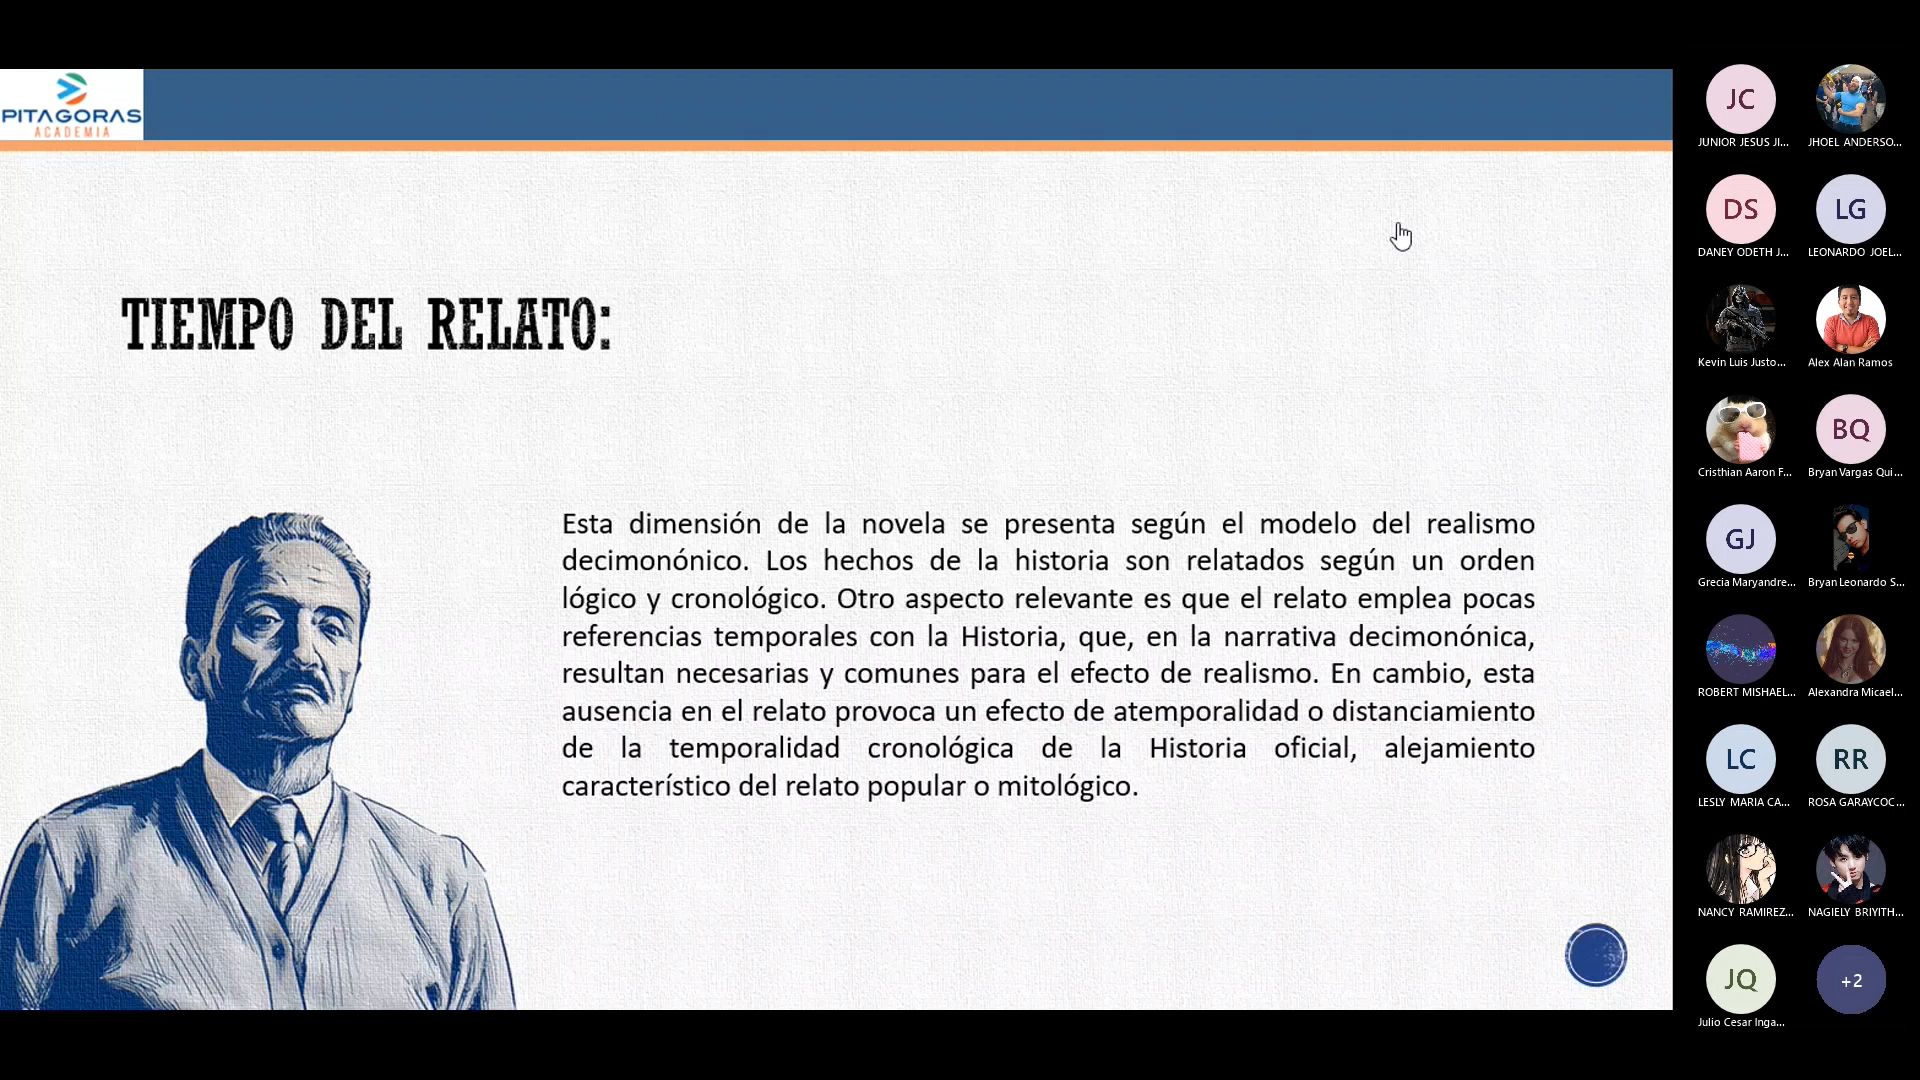 PITAGORAS
ACADEMIA
TIEMPO DEL RELATO:
Esta dimensión de la novela se presenta según el modelo del realismo
decimonónico. Los hechos de la historia son relatados según un orden
lógico y cronológico. Otro aspecto relevante es que el relato emplea pocas
referencias temporales con la Historia, que, en la narrativa decimonónica,
resultan necesarias y comunes para el efecto de realismo. En cambio, esta
ausencia en el relato provoca un efecto de atemporalidad o distanciamiento
de la temporalidad cronológica de la Historia oficial, alejamiento
característico del relato popular o mitológico.
JC
JUNIOR JESUS JI...
JHOEL ANDERSO...
DS
DANEY ODETH J...
LG
LEONARDO JOEL...
Kevin Luis Justo...
Alex Alan Ramos
Cristhian Aaron F...
BQ
Bryan Vargas Qui...
GJ
Grecia Maryandre...
Bryan Leonardo S...
ROBERT MISHAEL...
Alexandra Micael...
LC
LESLY MARIA CA...
RR
ROSA GARAYCOC...
NANCY RAMIREZ...
NAGIELY BRIYITH...
JQ
Julio Cesar Inga...
+2